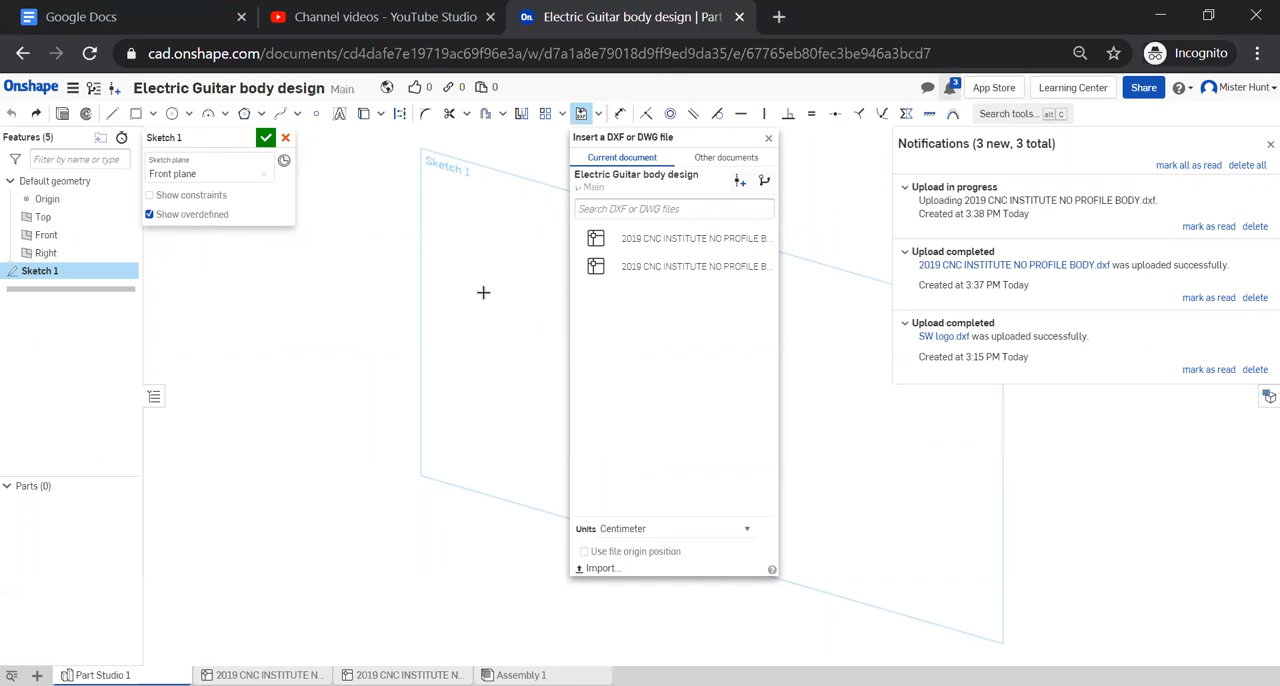 Google Docs
Channel videos - YouTube Studio
On
Electric Guitar body design | Part
cad.onshape.com/documents/cd4dafe7e19719ac69f96e3a/w/d7a1a8e79018d9ff9ed9da35/e/67765eb80fec3be946a3bcd7
Incognito
Onshape
Electric Guitar body design Main
0
0
0
3
App Store
Learning Center
Share
Mister Hunt
Search tools... alt C
Features (5)
Filter by name or type
Default geometry
Origin
Top
Front
Right
Sketch 1
Parts (0)
Sketch 1
Sketch plane
Front plane
Show constraints
Show overdefined
Sketch 1
Insert a DXF or DWG file
Current document
Other documents
Electric Guitar body design
Main
Search DXF or DWG files
2019 CNC INSTITUTE NO PROFILE B...
2019 CNC INSTITUTE NO PROFILE B...
Units Centimeter
Use file origin position
Import...
Notifications (3 new, 3 total)
mark all as read delete all
Upload in progress
Uploading 2019 CNC INSTITUTE NO PROFILE BODY.dxf.
Created at 3:38 PM Today
mark as read delete
Upload completed
2019 CNC INSTITUTE NO PROFILE BODY.dxf was uploaded successfully.
Created at 3:37 PM Today
mark as read delete
Upload completed
SW logo.dxf was uploaded successfully.
Created at 3:15 PM Today
mark as read delete
Part Studio 1
2019 CNC INSTITUTE N...
2019 CNC INSTITUTE N...
Assembly 1